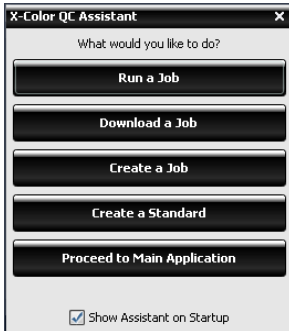 X-Color QC Assistant
What would you like to do?
Run a Job
Download a Job
Create a Job
Create a Standard
Proceed to Main Application
Show Assistant on Startup